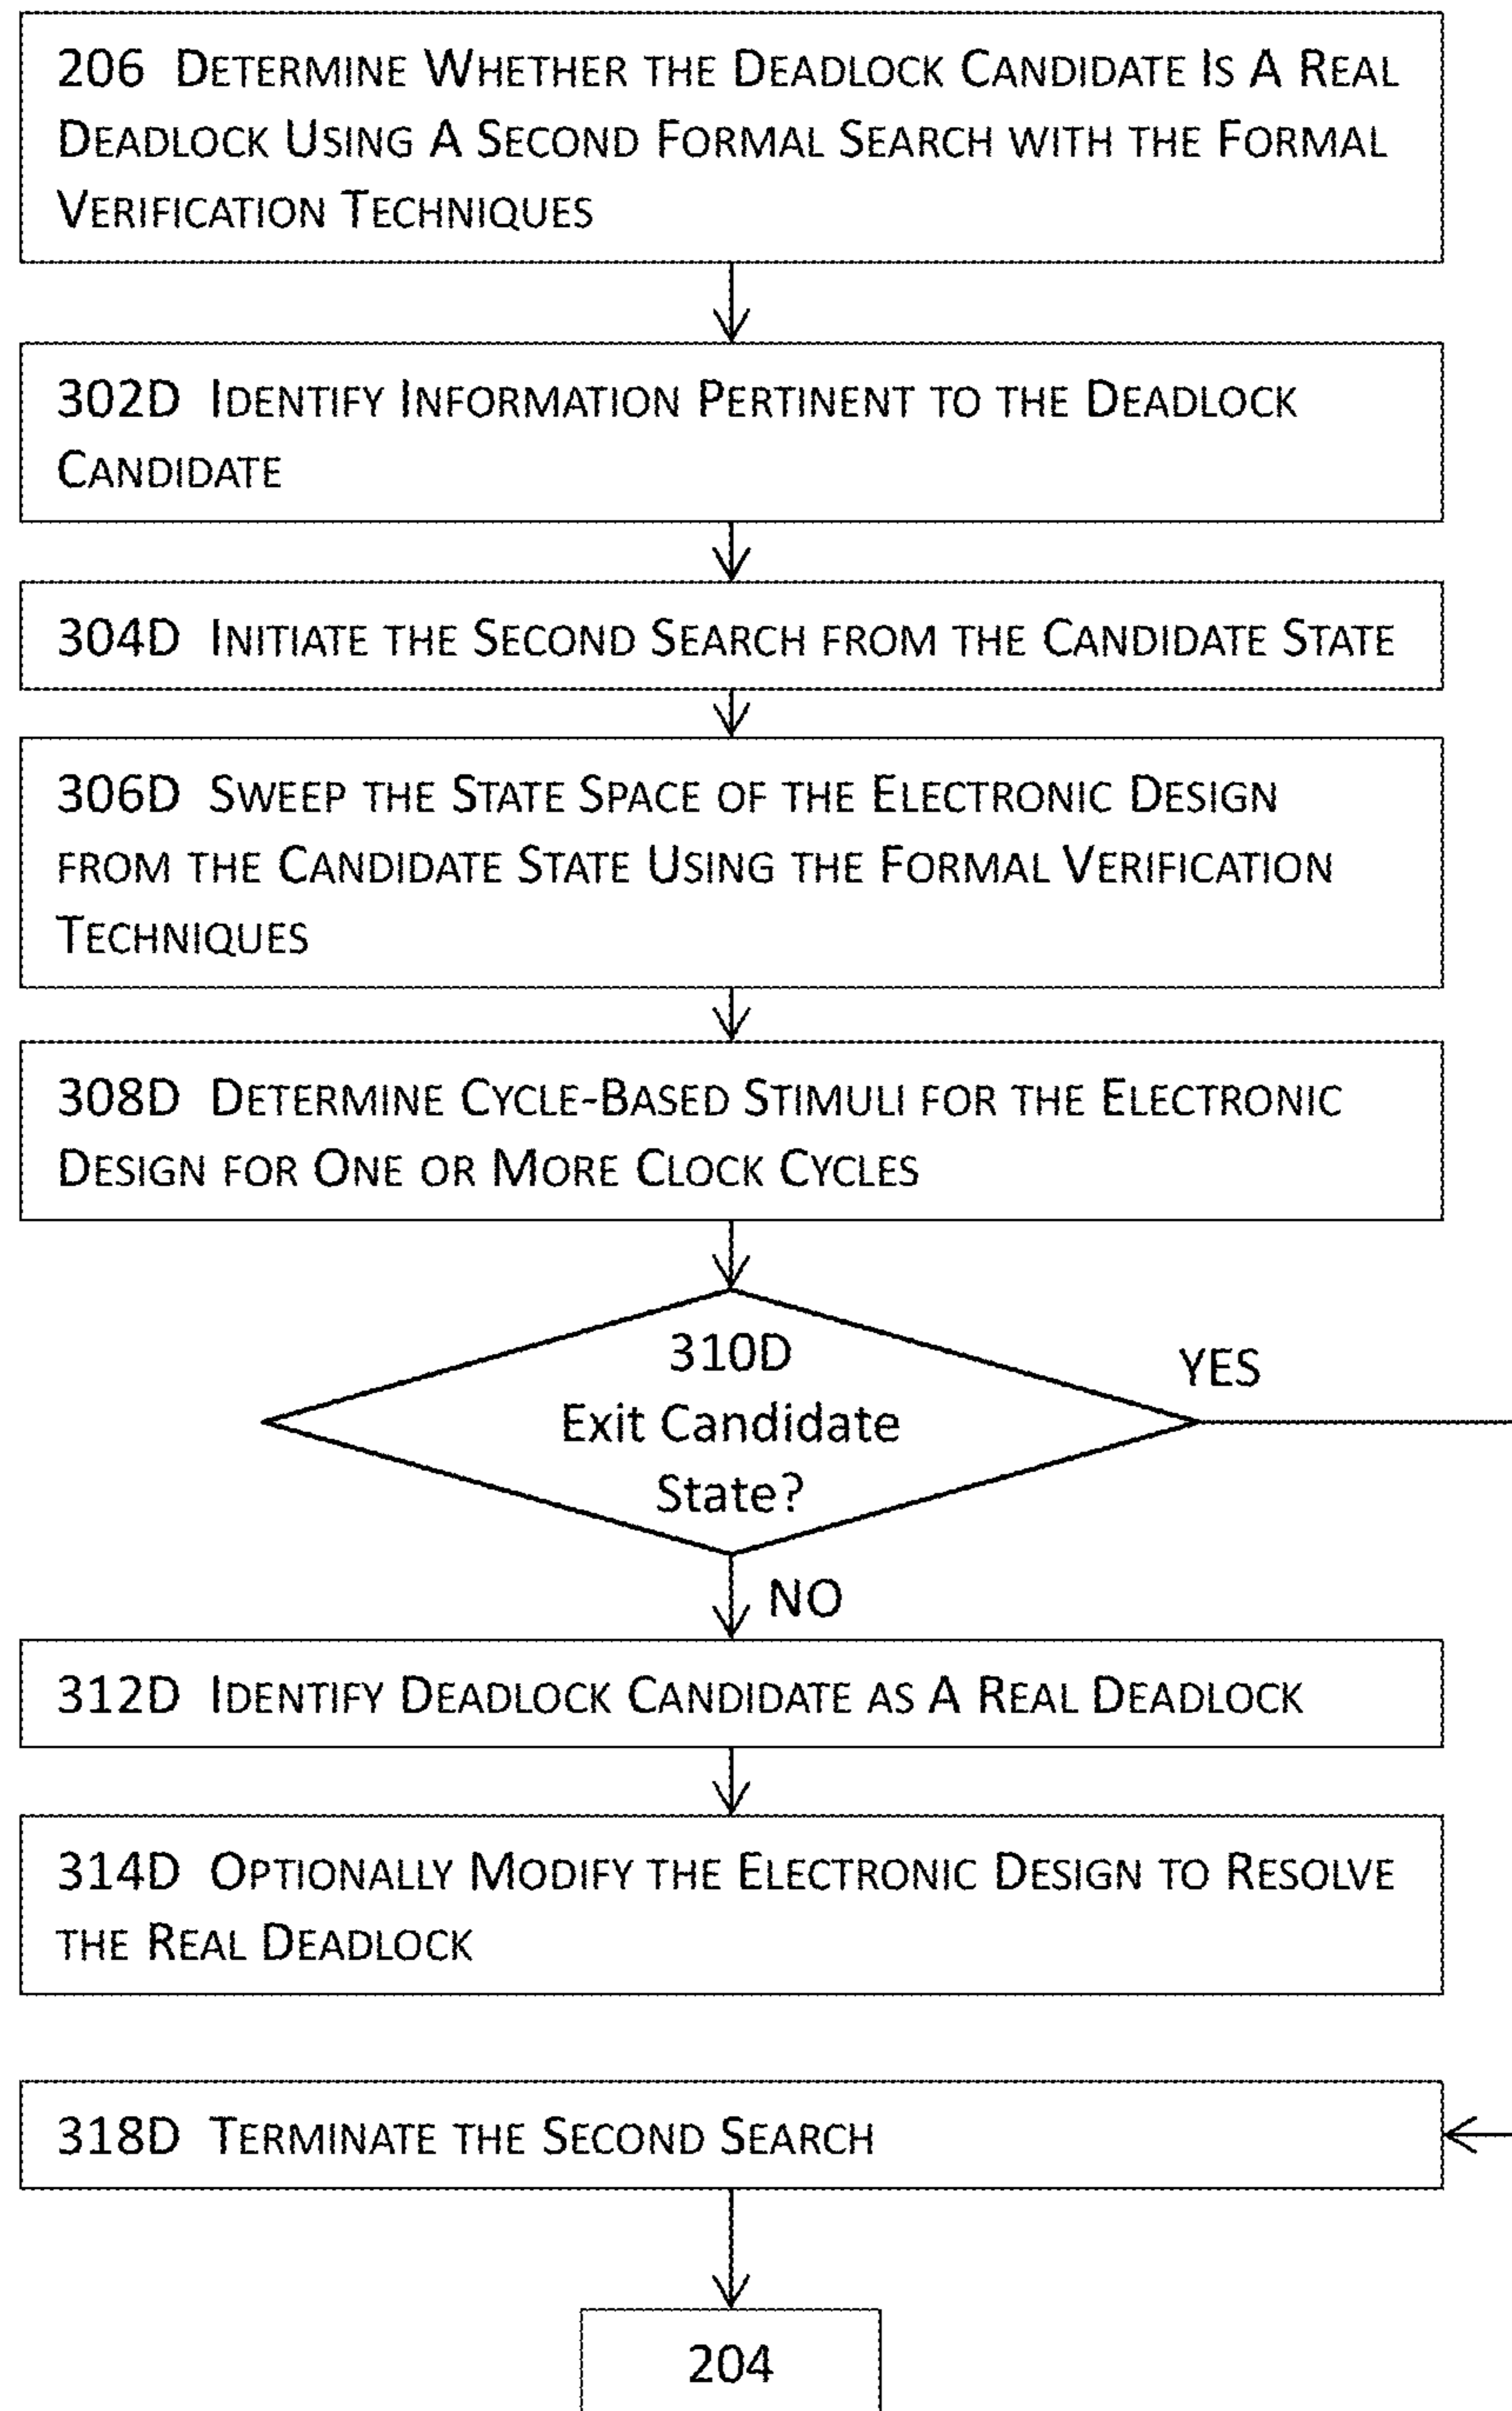 206 Determine Whether the Deadlock Candidate Is A Real
Deadlock Using A Second Formal Search with the Formal
Verification Techniques
302D Identify Information Pertinent to the Deadlock
Candidate
304D Initiate the Second Search from the Candidate State
306D Sweep the State Space of the Electronic Design
from the Candidate State Using the Formal Verification
Techniques
308D Determine Cycle-Based Stimuli for the Electronic
Design for One or More Clock Cycles
310D
Exit Candidate
State?
YES
NO
312D Identify Deadlock Candidate as A Real Deadlock
314D Optionally Modify the Electronic Design to Resolve
the Real Deadlock
318D Terminate the Second Search
204